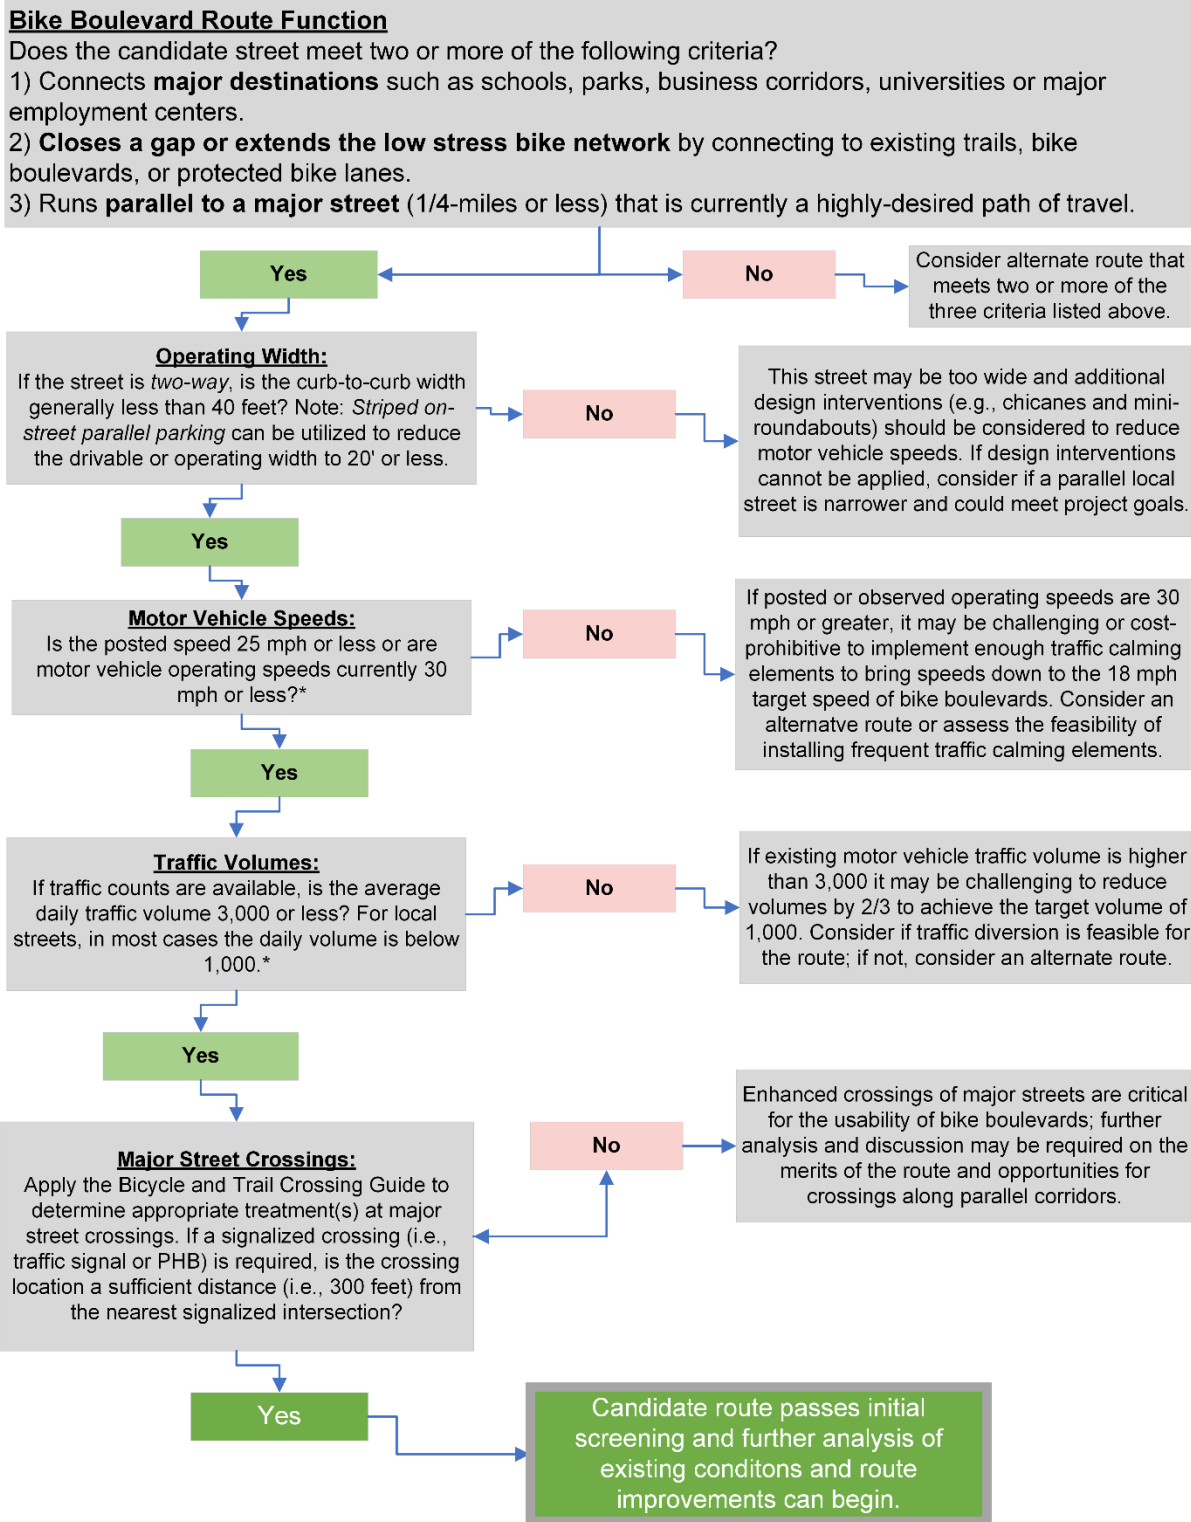 Bike Boulevard Route Function
Does the candidate street meet two or more of the following criteria?
1) Connects major destinations such as schools, parks, business corridors, universities or major
employment centers.
2) Closes a gap or extends the low stress bike network by connecting to existing trails, bike
boulevards, or protected bike lanes.
3) Runs parallel to a major street (1/4-miles or less) that is currently a highly-desired path of travel.
Yes
No
Consider alternate route that
meets two or more of the
three criteria listed above.
Operating Width:
If the street is two-way, is the curb-to-curb width
generally less than 40 feet? Note: Striped on-
street parallel parking can be utilized to reduce
the drivable or operating width to 20' or less.
No
This street may be too wide and additional
design interventions (e.g., chicanes and mini-
roundabouts) should be considered to reduce
motor vehicle speeds. If design interventions
cannot be applied, consider if a parallel local
street is narrower and could meet project goals.
Yes
Motor Vehicle Speeds:
Is the posted speed 25 mph or less or are
motor vehicle operating speeds currently 30
mph or less?*
No
If posted or observed operating speeds are 30
mph or greater, it may be challenging or cost-
prohibitive to implement enough traffic calming
elements to bring speeds down to the 18 mph
target speed of bike boulevards. Consider an
alternatve route or assess the feasibility of
installing frequent traffic calming elements.
Yes
Traffic Volumes:
If traffic counts are available, is the average
daily traffic volume 3,000 or less? For local
streets, in most cases the daily volume is below
1,000.*
No
If existing motor vehicle traffic volume is higher
than 3,000 it may be challenging to reduce
volumes by 2/3 to achieve the target volume of
1,000. Consider if traffic diversion is feasible for
the route; if not, consider an alternate route.
Yes
Major Street Crossings:
Apply the Bicycle and Trail Crossing Guide to
determine appropriate treatment(s) at major
street crossings. If a signalized crossing (i.e.,
traffic signal or PHB) is required, is the crossing
location a sufficient distance (i.e., 300 feet) from
the nearest signalized intersection?
No
Enhanced crossings of major streets are critical
for the usability of bike boulevards; further
analysis and discussion may be required on the
merits of the route and opportunities for
crossings along parallel corridors.
Yes
Candidate route passes initial
screening and further analysis of
existing conditons and route
improvements can begin.